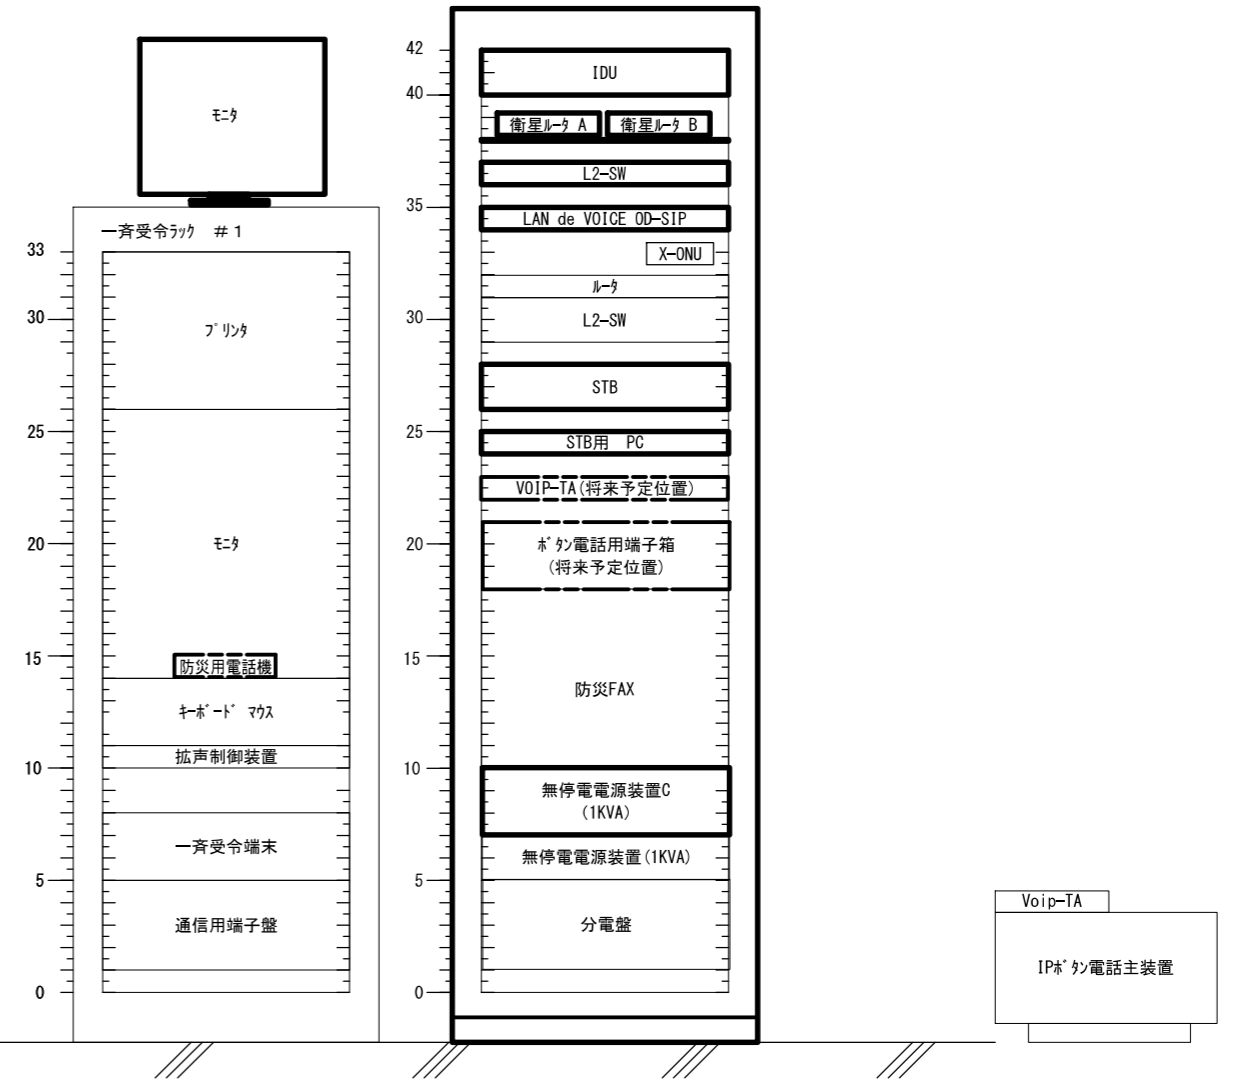 モニタ
一斉受令ラック　＃１
33
30
25
20
15
10
5
0
プリンタ
モニタ
防災用電話機
キーボード マウス
拡声制御装置
一斉受令端末
通信用端子盤
42
40
35
30
25
20
15
10
5
0
IDU
衛星ルータ A
衛星ルータ B
L2-SW
LAN de VOICE OD-SIP
X-ONU
ルータ
L2-SW
STB
STB用　PC
VOIP-TA(将来予定位置)
ボタン電話用端子箱
(将来予定位置)
防災FAX
無停電電源装置C
(1KVA)
無停電電源装置(1KVA)
分電盤
Voip-TA
IPボタン電話主装置